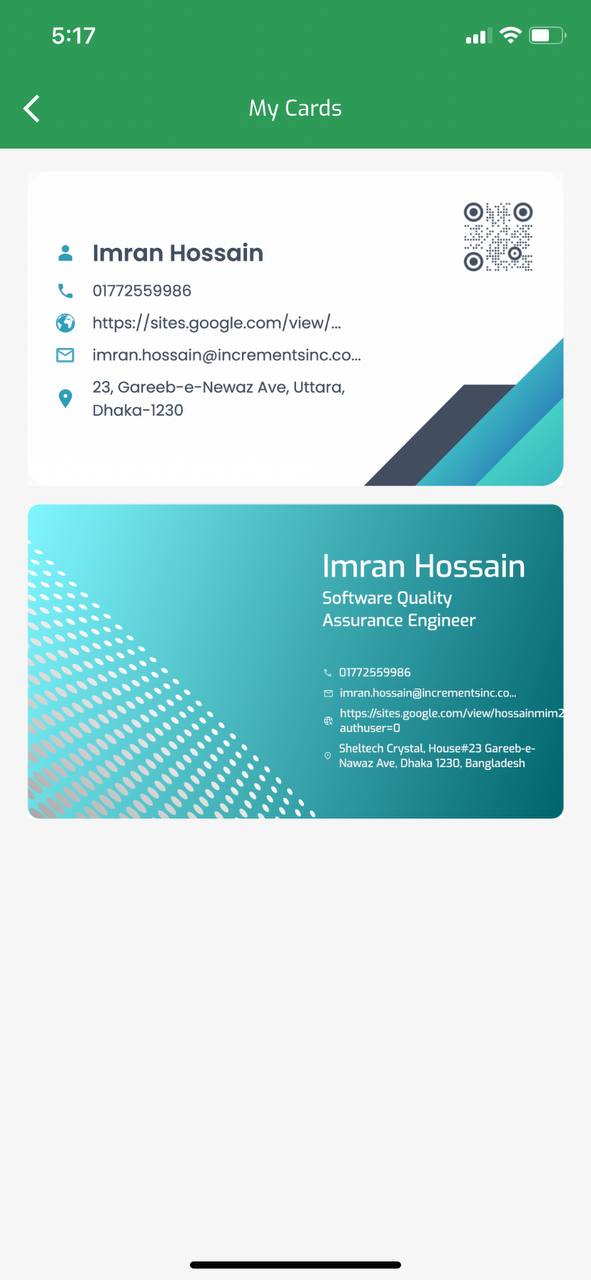 5:17
My Cards
Imran Hossain
01772559986
https://sites.google.com/view/...
imran.hossain@incrementsinc.co...
23, Gareeb-e-Newaz Ave, Uttara,
Dhaka-1230
Imran Hossain
Software Quality
Assurance Engineer
01772559986
imran.hossain@incrementsinc.co...
https://sites.google.com/view/hossainmim2
authuser=0
Sheltech Crystal, House#23 Gareeb-e-
Nawaz Ave, Dhaka 1230, Bangladesh